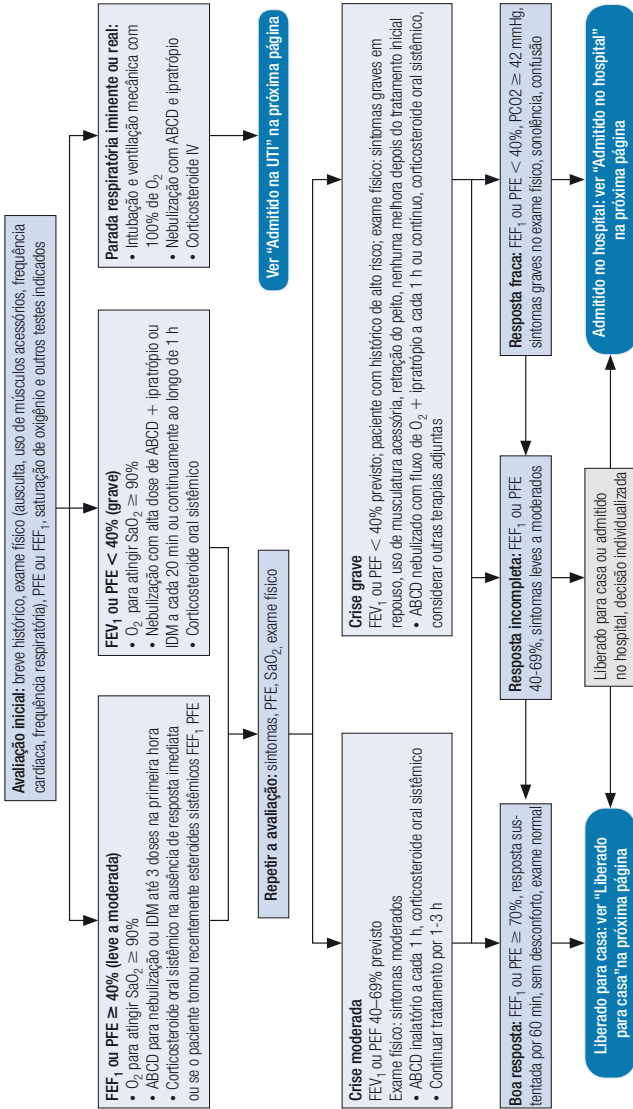 Avaliação inicial: breve histórico, exame físico (ausculta, uso de músculos acessórios, frequência
cardíaca, frequência respiratória), PFE ou FEF₁, saturação de oxigênio e outros testes indicados
FEF₁ ou PFE ≥ 40% (leve a moderada)
• O₂ para atingir SaO₂ ≥ 90%
• ABCD para nebulização ou IDM até 3 doses na primeira hora
• Corticosteroide oral sistêmico na ausência de resposta imediata
ou se o paciente tomou recentemente esteroides sistêmicos FEF₁ PFE
FEV₁ ou PFE < 40% (grave)
• O₂ para atingir SaO₂ ≥ 90%
• Nebulização com alta dose de ABCD + ipratrópio ou
IDM a cada 20 min ou continuamente ao longo de 1 h
• Corticosteroide oral sistêmico
Parada respiratória iminente ou real:
• Intubação e ventilação mecânica com
100% de O₂
• Nebulização com ABCD e ipratrópio
• Corticosteroide IV
Ver “Admitido na UTI” na próxima página
Repetir a avaliação: sintomas, PFE, SaO₂, exame físico
Crise moderada
FEV₁ ou PEF 40–69% previsto
Exame físico: sintomas moderados
• ABCD inalatório a cada 1 h, corticosteroide oral sistêmico
• Continuar tratamento por 1-3 h
Crise grave
FEV₁ ou PEF < 40% previsto; paciente com histórico de alto risco; exame físico: sintomas graves em
repouso, uso de musculatura acessória, retração do peito, nenhuma melhora depois do tratamento inicial
• ABCD nebulizado com fluxo de O₂ + ipratrópio a cada 1 h ou contínuo, corticosteroide oral sistêmico,
considerar outras terapias adjuntas
Boa resposta: FEF₁ ou PFE ≥ 70%, resposta sus-
tentada por 60 min, sem desconforto, exame normal
Resposta incompleta: FEF₁ ou PFE
40-69%, sintomas leves a moderados
Resposta fraca: FEF₁ ou PFE < 40%, PCO2 ≥ 42 mmHg,
sintomas graves no exame físico, sonolência, confusão
Liberado para casa: ver “Liberado
para casa”na próxima página
Liberado para casa ou admitido
no hospital, decisão individualizada
Admitido no hospital: ver “Admitido no hospital”
na próxima página